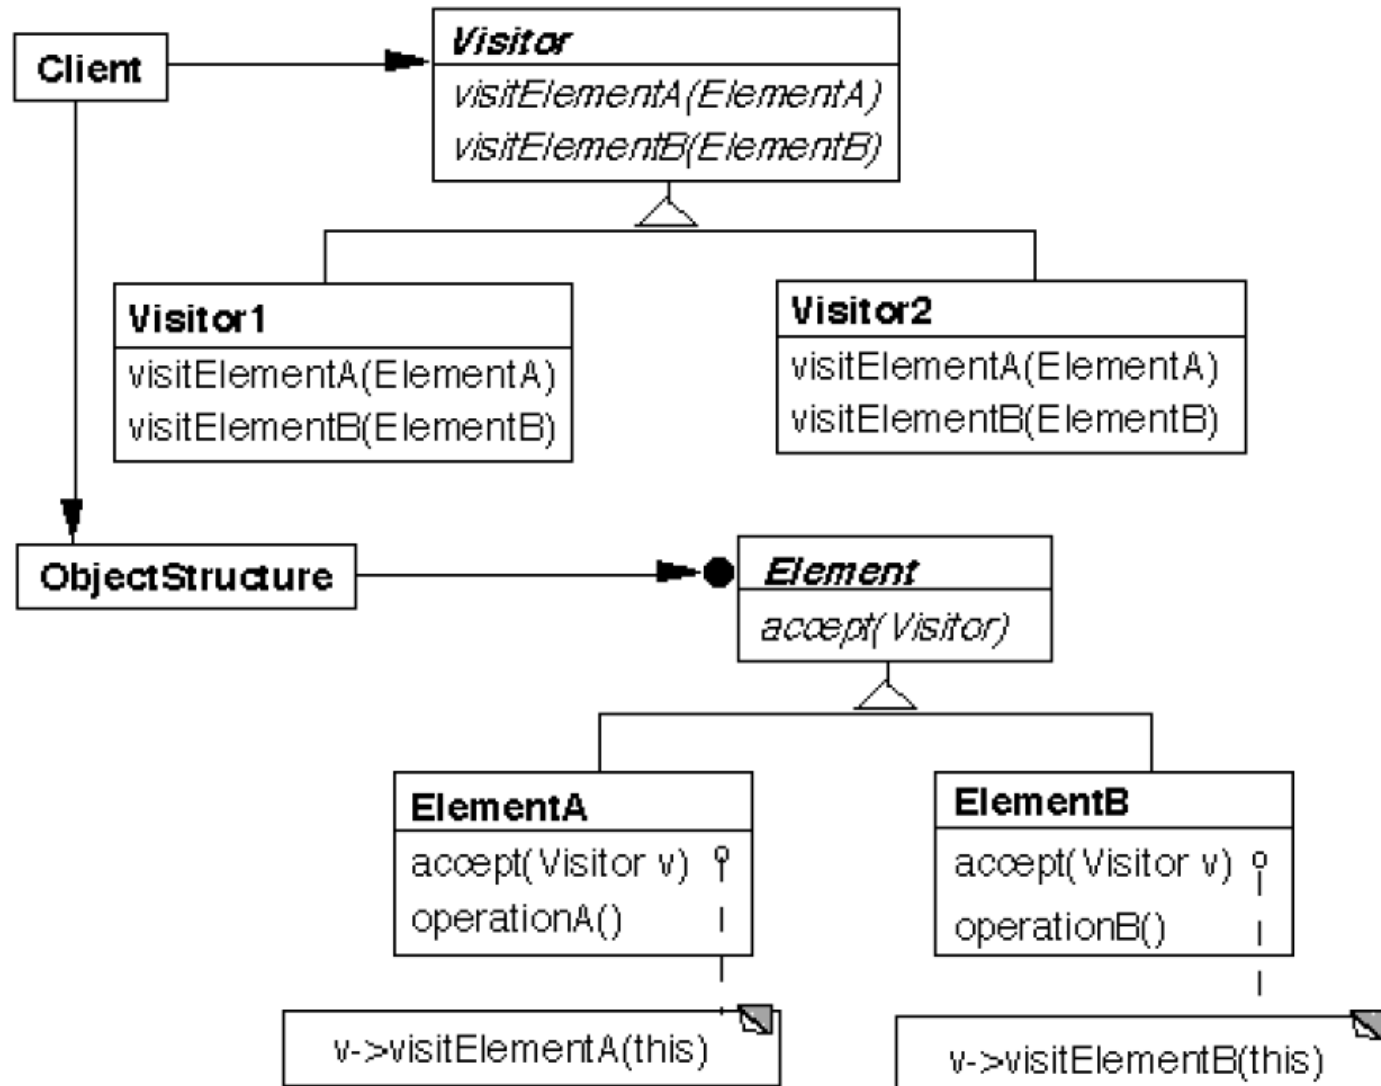 Client
Visitor
visitElementA(ElementA)
visitElementB(ElementB)
Visitor1
visitElementA(ElementA)
visitElementB(ElementB)
Visitor2
visitElementA(ElementA)
visitElementB(ElementB)
ObjectStructure
Element
accept(Visitor)
ElementA
accept(Visitor v)
operationA()
v->visitElementA(this)
ElementB
accept(Visitor v)
operationB()
v->visitElementB(this)